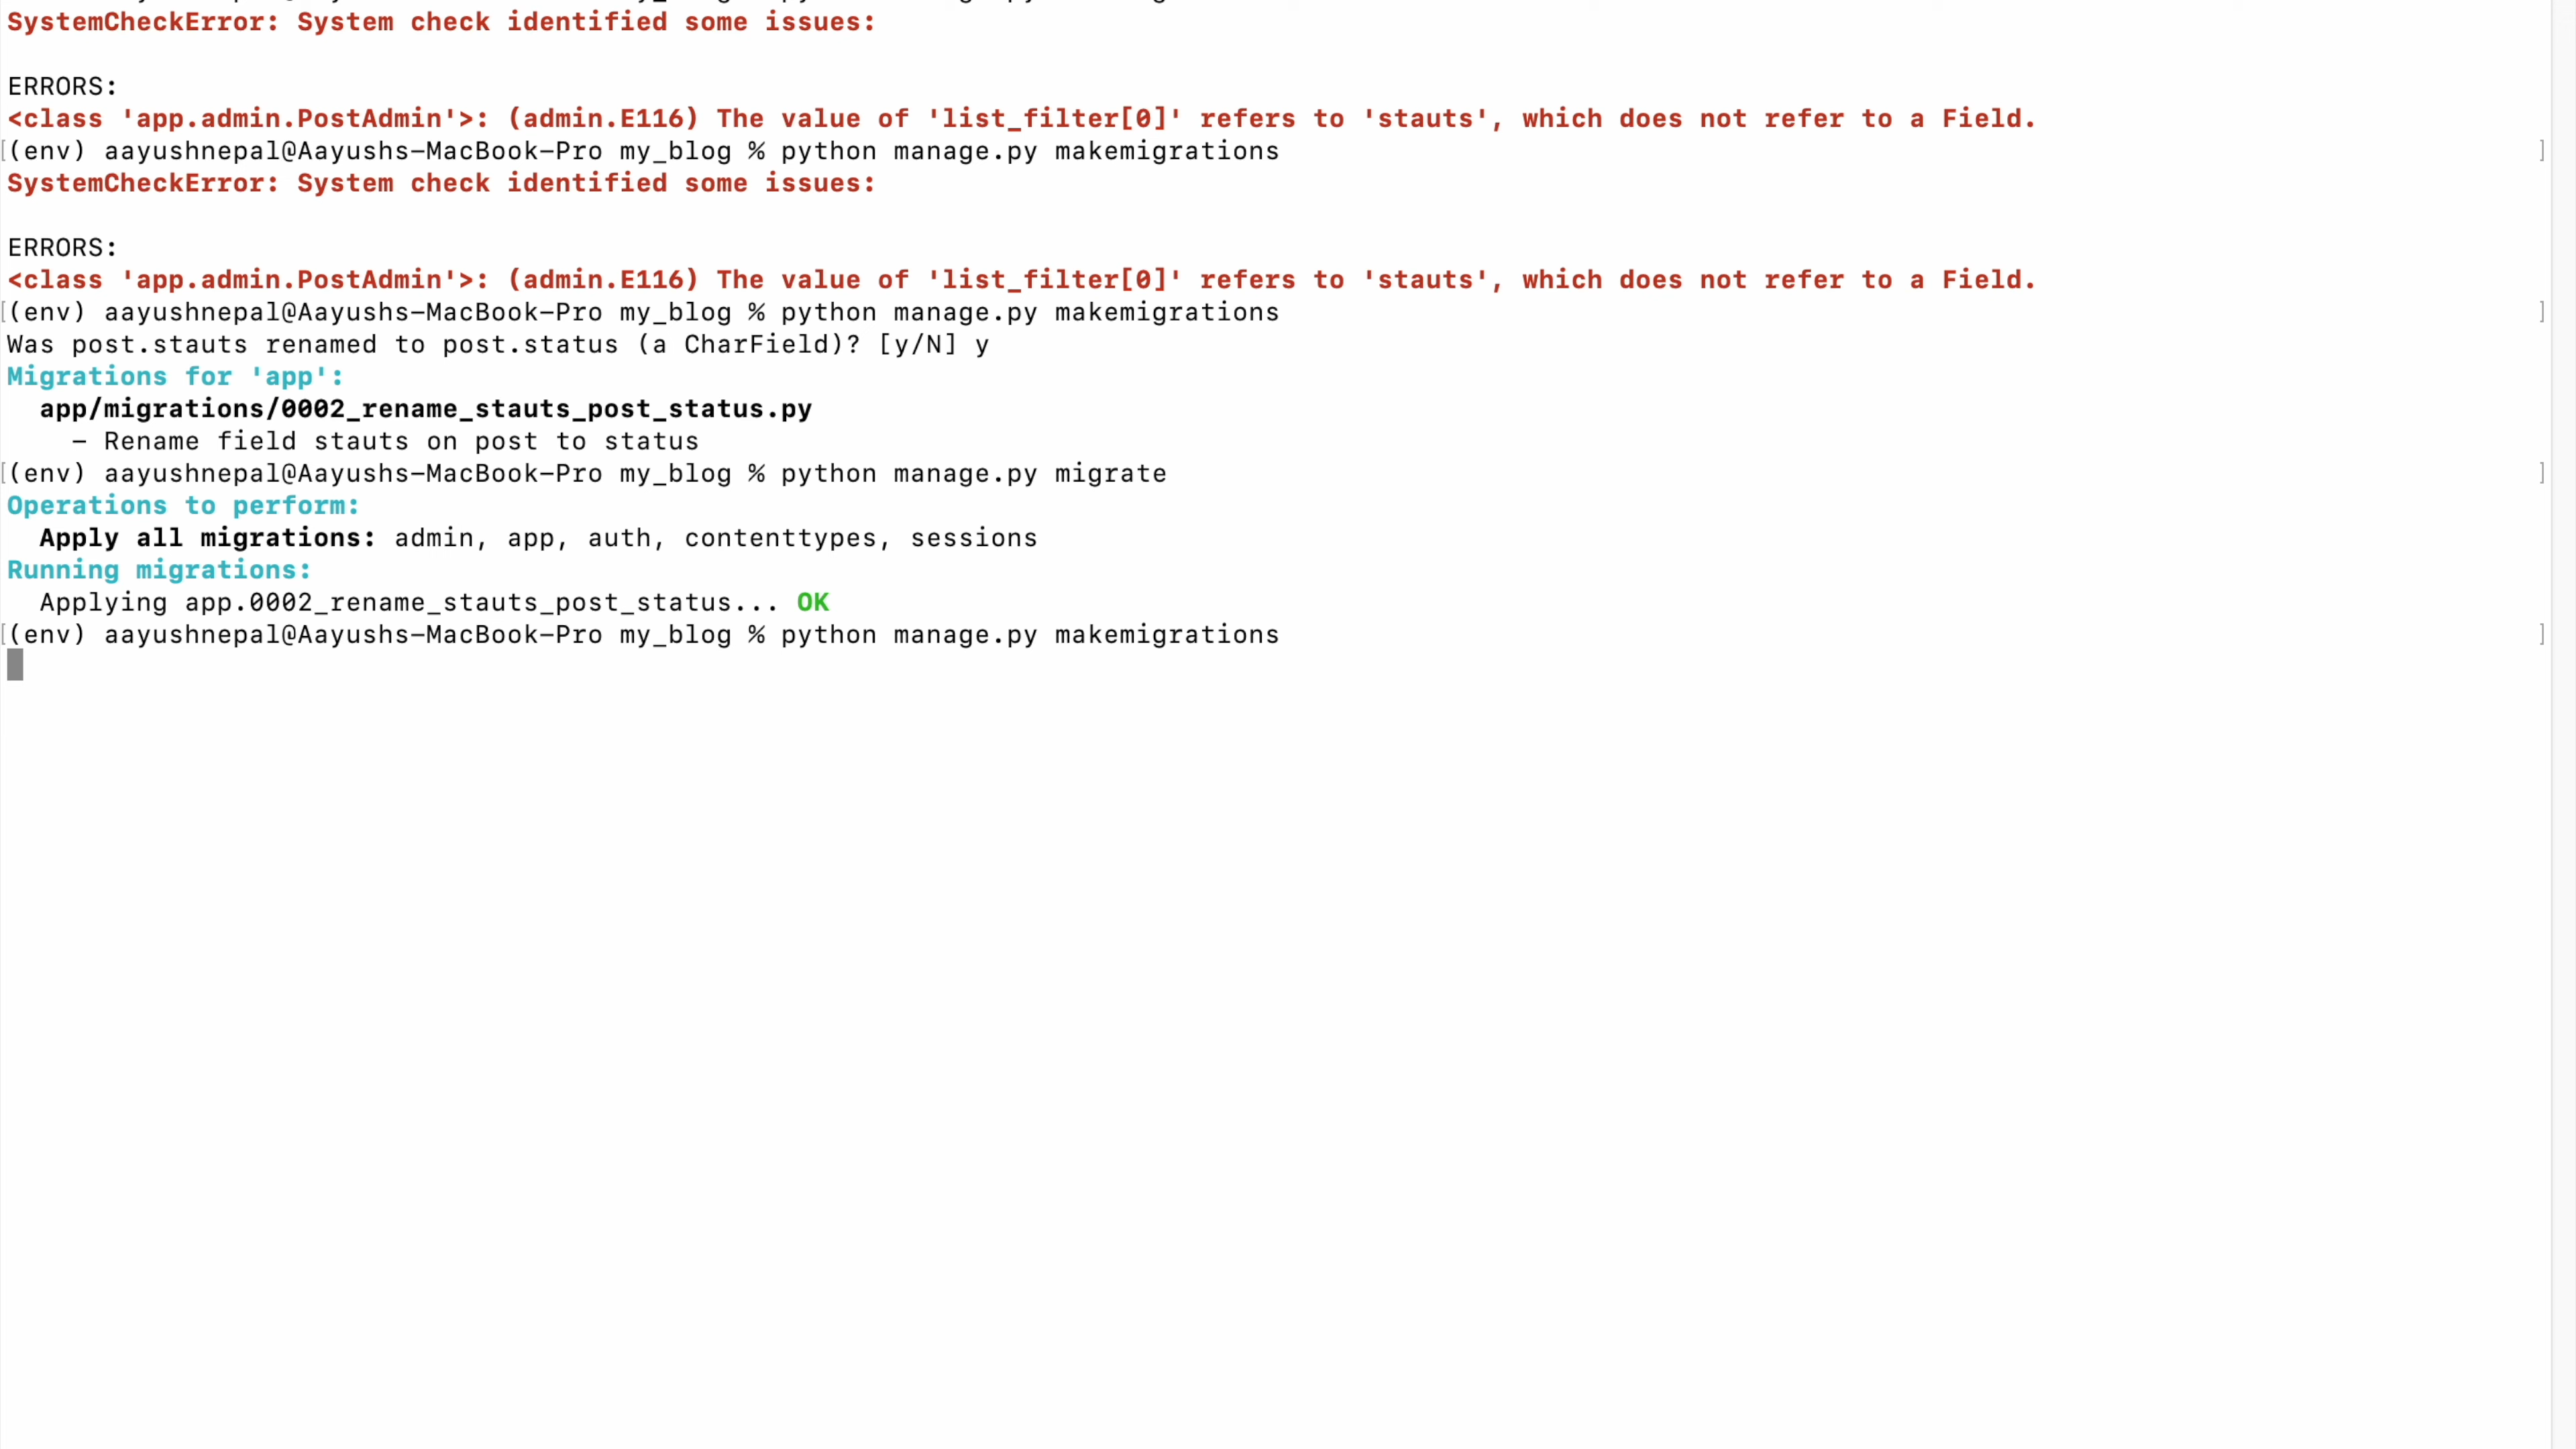 SystemCheckError: System check identified some issues:
ERRORS:
<class 'app.admin.PostAdmin'>: (admin.E116) The value of 'list_filter[0]' refers to 'stauts', which does not refer to a Field.
[(env) aayushnepal@Aayushs-MacBook-Pro my_blog % python manage.py makemigrations ]
SystemCheckError: System check identified some issues:
ERRORS:
<class 'app.admin.PostAdmin'>: (admin.E116) The value of 'list_filter[0]' refers to 'stauts', which does not refer to a Field.
[(env) aayushnepal@Aayushs-MacBook-Pro my_blog % python manage.py makemigrations ]
Was post.stauts renamed to post.status (a CharField)? [y/N] y
Migrations for 'app':
app/migrations/0002_rename_stauts_post_status.py
- Rename field stauts on post to status
[(env) aayushnepal@Aayushs-MacBook-Pro my_blog % python manage.py migrate ]
Operations to perform:
Apply all migrations: admin, app, auth, contenttypes, sessions
Running migrations:
Applying app.0002_rename_stauts_post_status... OK
[(env) aayushnepal@Aayushs-MacBook-Pro my_blog % python manage.py makemigrations ]